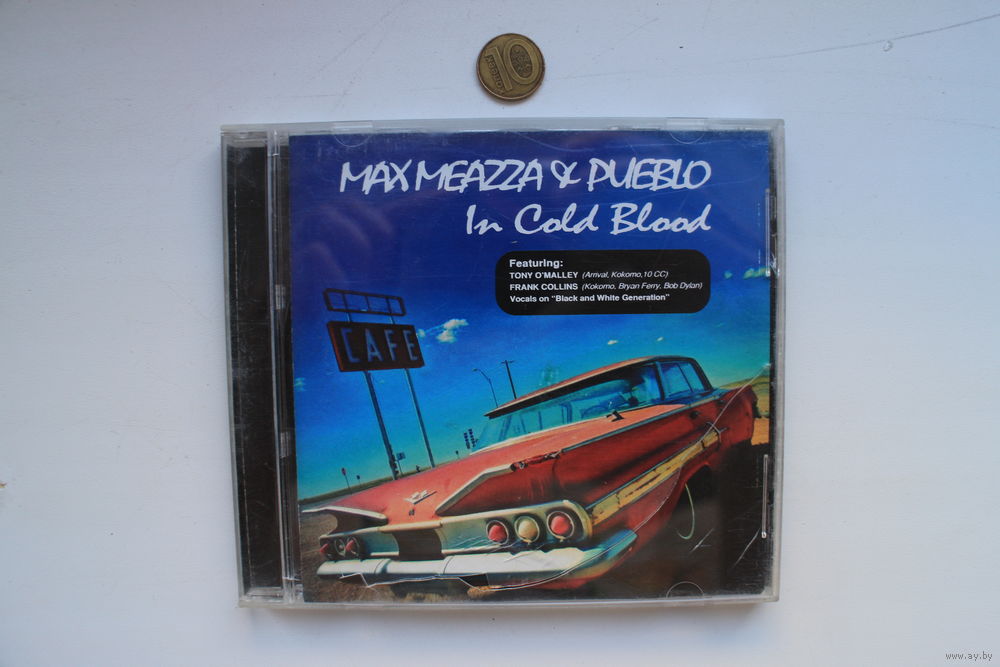 10
MAX MEAZZA & PUEBLO
In Cold Blood
Featuring:
TONY O'MALLEY (Arrival, Kokomo,10 CC)
FRANK COLLINS (Kokomo, Bryan Ferry, Bob Dylan)
Vocals on "Black and White Generation"
CAFE
www.ay.by